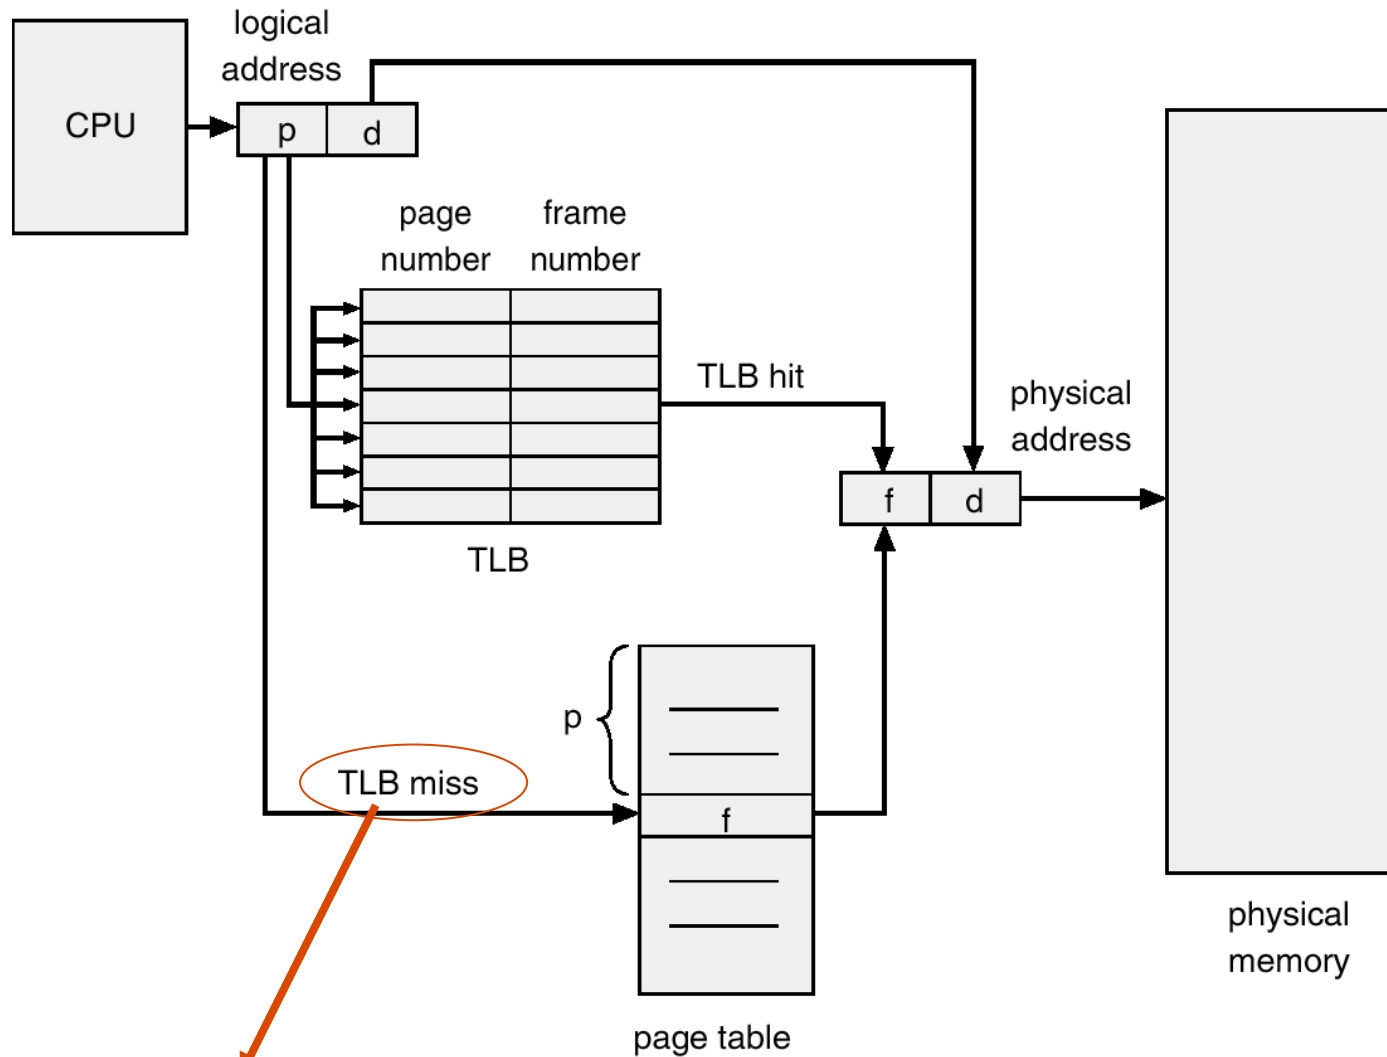 logical
address
CPU
p
d
page
number
frame
number
TLB hit
physical
address
f
d
TLB
p
TLB miss
f
physical
memory
page table